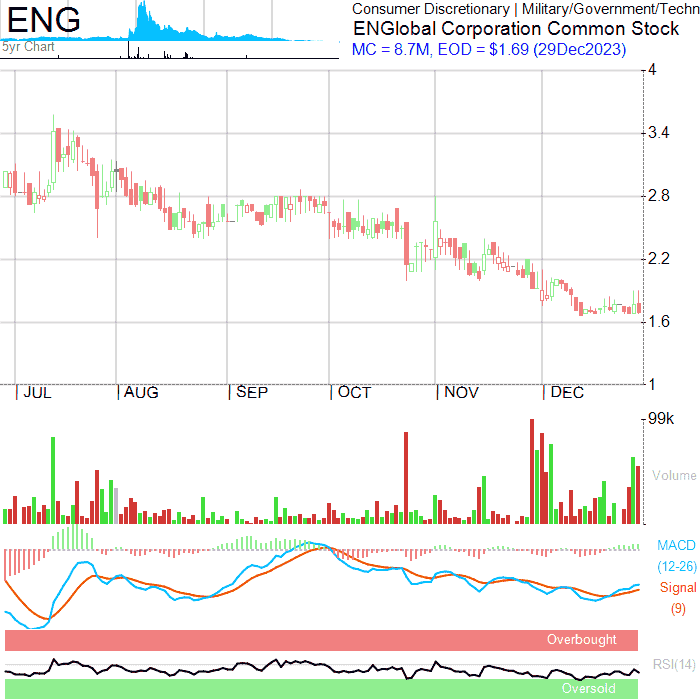 ENG
5yr Chart
Consumer Discretionary | Military/Government/Techn
ENGlobal Corporation Common Stock
MC = 8.7M, EOD = $1.69 (29Dec2023)
4
3.4
2.8
2.2
1.6
1
JUL AUG SEP OCT NOV DEC
99k
Volume
MACD
(12-26)
Signal
(9)
Overbought
RSI(14)
Oversold